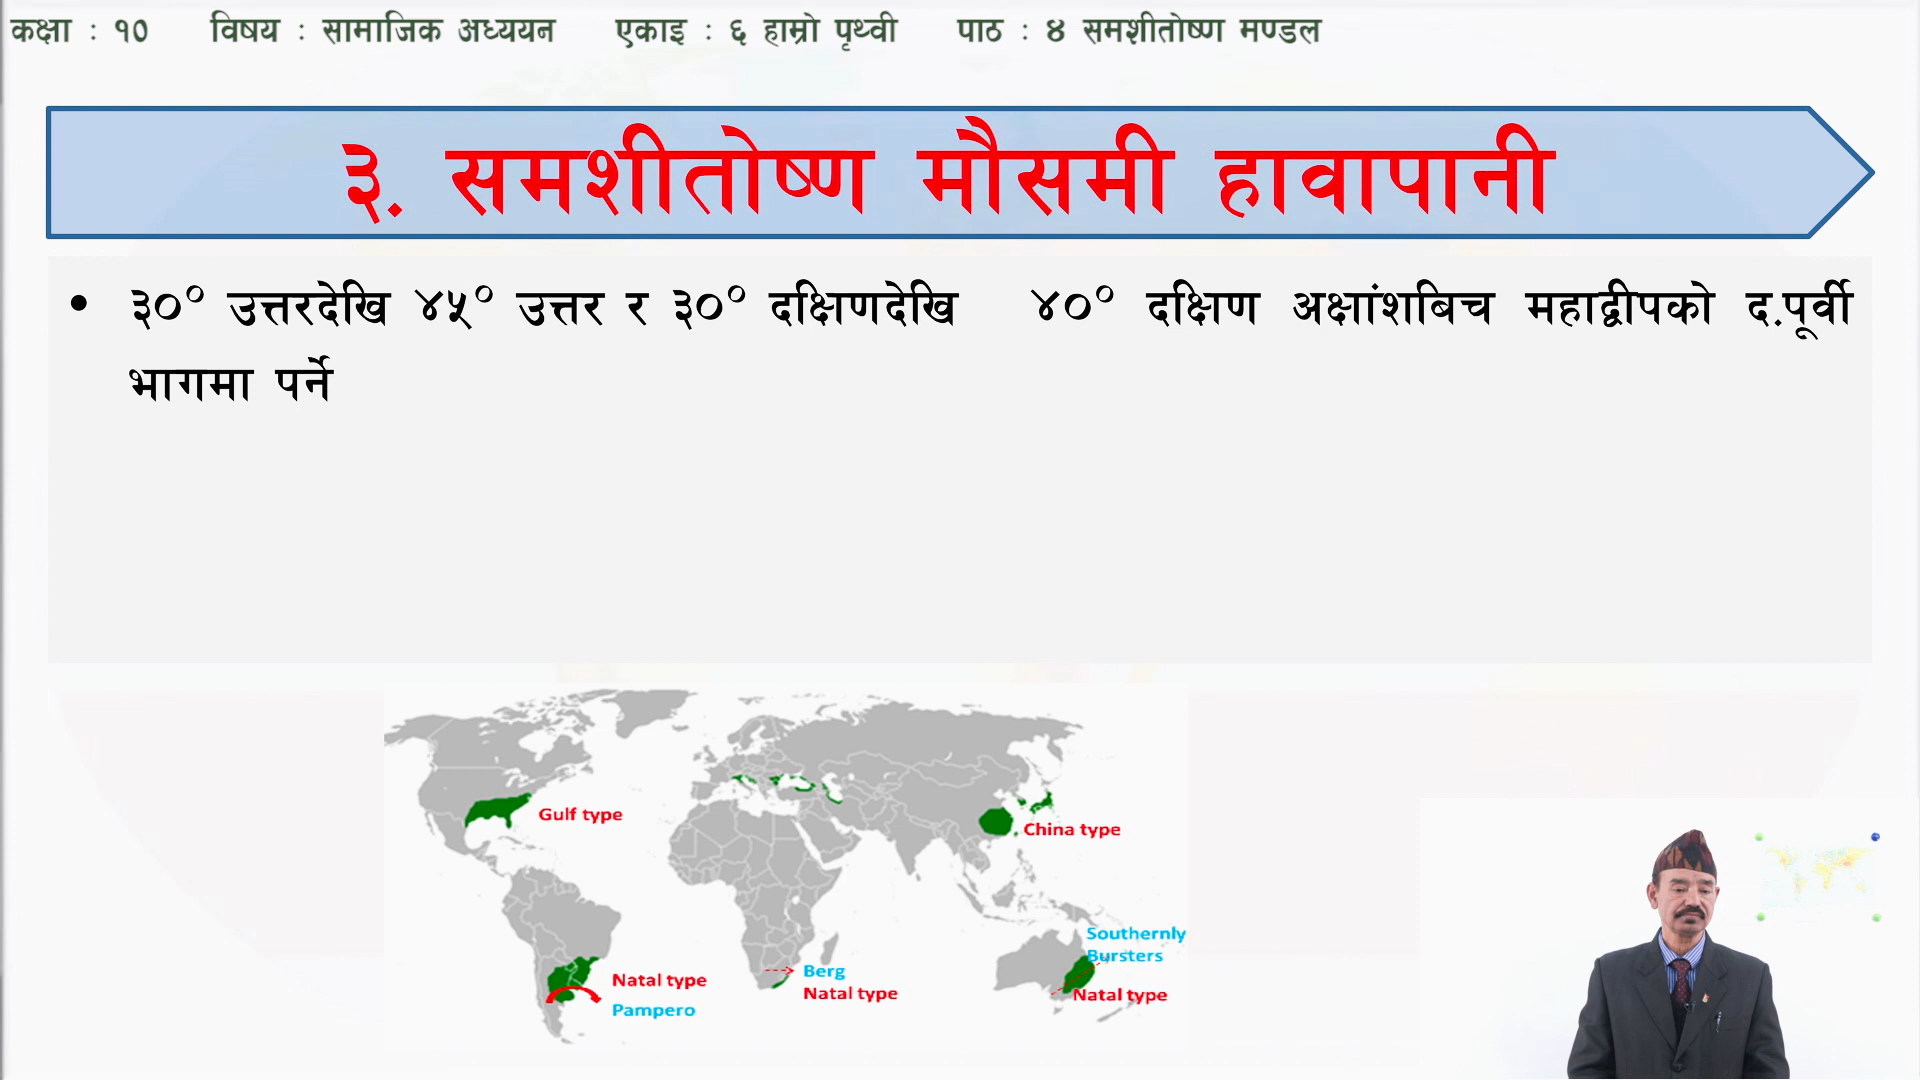 कक्षा : १० विषय : सामाजिक अध्ययन एकाइ : ६ हाम्रो पृथ्वी पाठ : ४ समशीतोष्ण मण्डल
३. समशीतोष्ण मौसमी हावापानी
• ३०° उत्तरदेखि ४५° उत्तर र ३०° दक्षिणदेखि ४०° दक्षिण अक्षांशबिच महाद्वीपको द.पूर्वी
भागमा पर्ने
Gulf type
China type
Southernly
Bursters
Natal type
Berg
Natal type
Natal type
Pampero